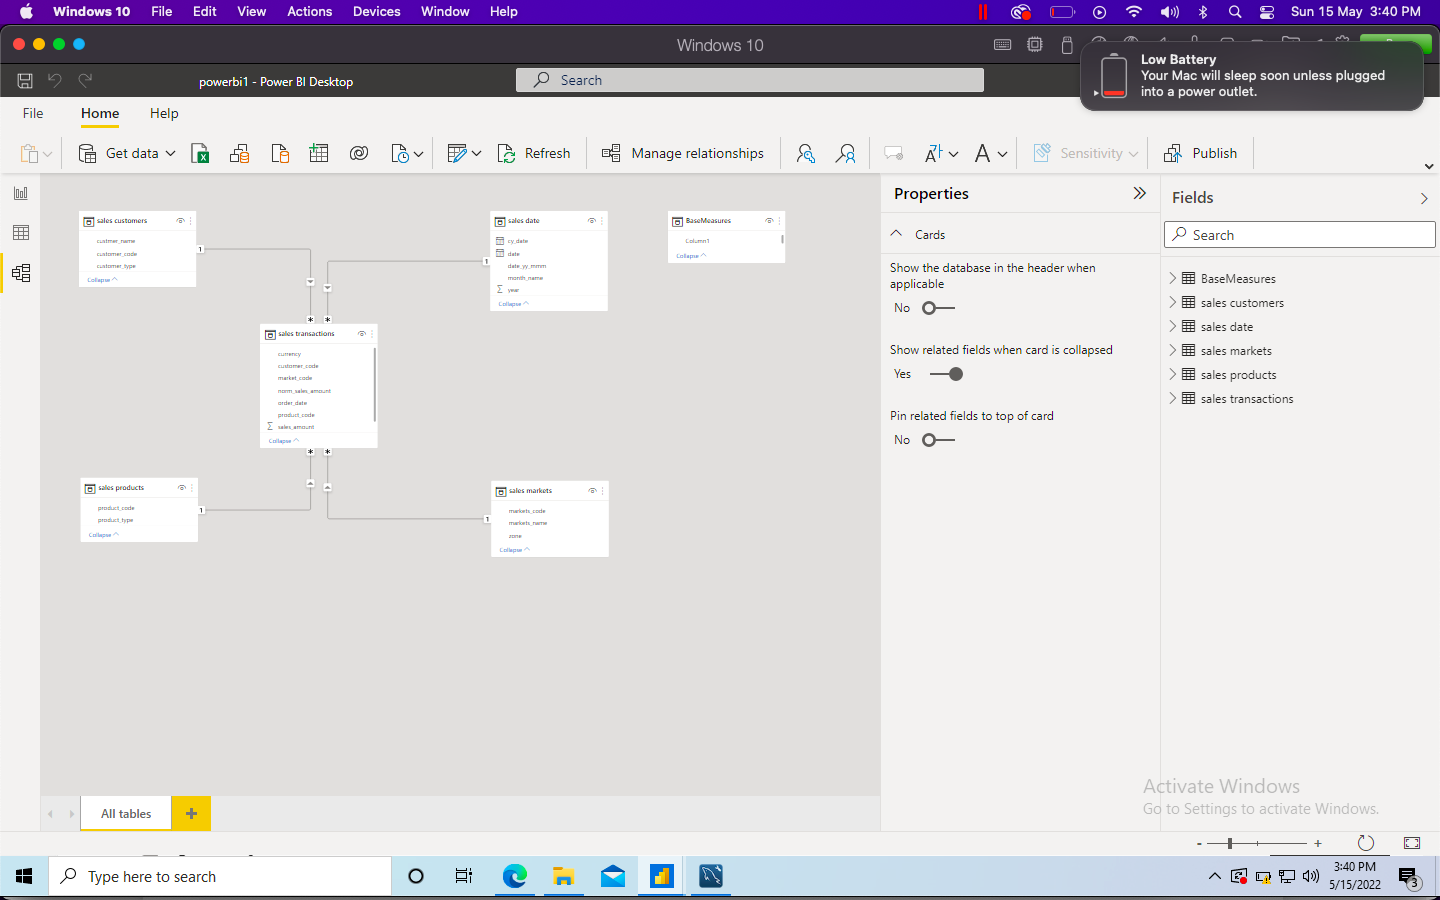 Windows 10 File Edit View Actions Devices Window Help Sun 15 May 3:40 PM
Windows 10
Low Battery
Your Mac will sleep soon unless plugged
into a power outlet.
powerbi1 - Power BI Desktop
Search
File Home Help
Get data Refresh Manage relationships Sensitivity Publish
sales customers
custmer_name
customer_code
customer_type
Collapse
1
sales date
cy_date
date
date_yy_mmm
month_name
Σ year
Collapse
1
BaseMeasures
Column1
Collapse
* *
sales transactions
currency
customer_code
market_code
norm_sales_amount
order_date
product_code
Σ sales_amount
Collapse
* *
sales products
product_code
product_type
Collapse
1
sales markets
markets_code
markets_name
zone
Collapse
1
Properties
Cards
Show the database in the header when
applicable
No
Show related fields when card is collapsed
Yes
Pin related fields to top of card
No
Fields
Search
BaseMeasures
sales customers
sales date
sales markets
sales products
sales transactions
Activate Windows
Go to Settings to activate Windows.
All tables +
- +
Type here to search
3:40 PM
5/15/2022
3